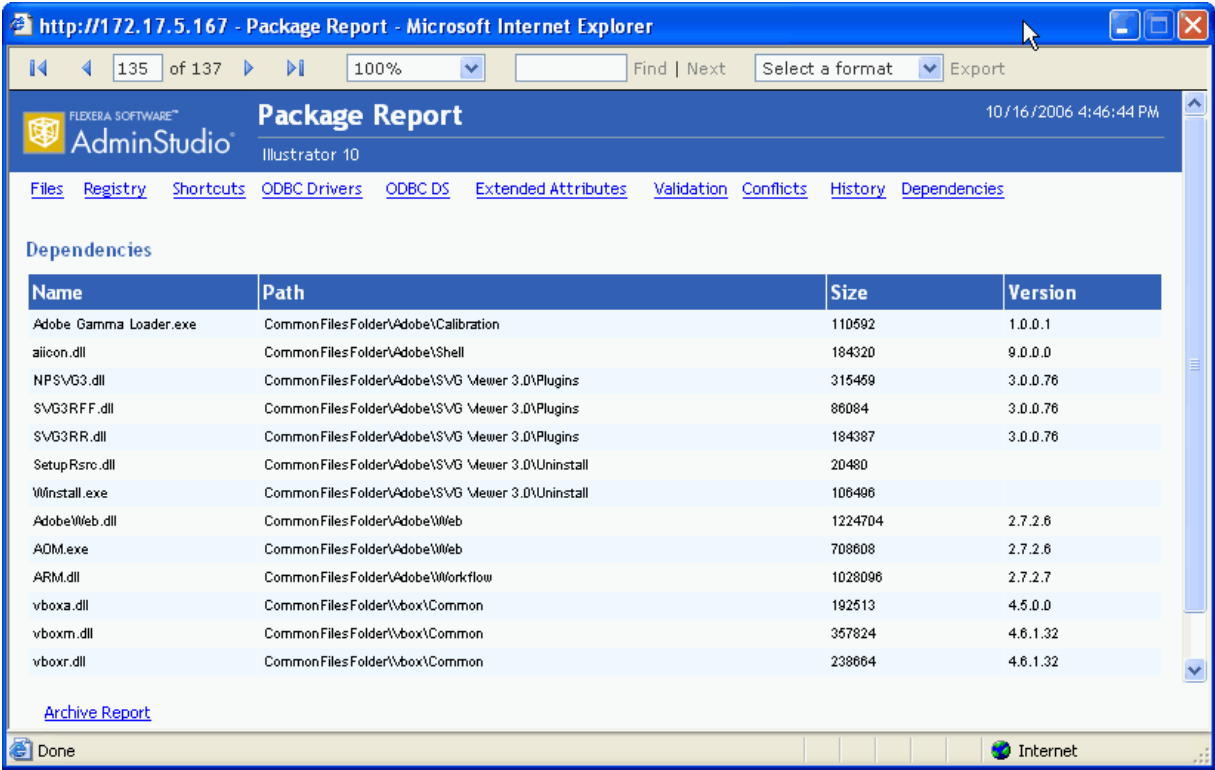 http://172.17.5.167 - Package Report - Microsoft Internet Explorer
135 of 137 100% Find | Next Select a format Export
FLEXERA SOFTWARE™
AdminStudio®
Package Report
10/16/2006 4:46:44 PM
Illustrator 10
Files Registry Shortcuts ODBC Drivers ODBC DS Extended Attributes Validation Conflicts History Dependencies
Dependencies
Name Path Size Version
Adobe Gamma Loader.exe CommonFilesFolder\Adobe\Calibration 110592 1.0.0.1
aiicon.dll CommonFilesFolder\Adobe\Shell 184320 9.0.0.0
NPSVG3.dll CommonFilesFolder\Adobe\SVG Viewer 3.0\Plugins 315459 3.0.0.76
SVG3RFF.dll CommonFilesFolder\Adobe\SVG Viewer 3.0\Plugins 86084 3.0.0.76
SVG3RR.dll CommonFilesFolder\Adobe\SVG Viewer 3.0\Plugins 184387 3.0.0.76
SetupRsrc.dll CommonFilesFolder\Adobe\SVG Viewer 3.0\Uninstall 20480
Winstall.exe CommonFilesFolder\Adobe\SVG Viewer 3.0\Uninstall 106496
AdobeWeb.dll CommonFilesFolder\Adobe\Web 1224704 2.7.2.6
AOM.exe CommonFilesFolder\Adobe\Web 708608 2.7.2.6
ARM.dll CommonFilesFolder\Adobe\Workflow 1028096 2.7.2.7
vboxa.dll CommonFilesFolder\Vbox\Common 192513 4.5.0.0
vboxm.dll CommonFilesFolder\Vbox\Common 357824 4.6.1.32
vboxr.dll CommonFilesFolder\Vbox\Common 238664 4.6.1.32
Archive Report
Done Internet